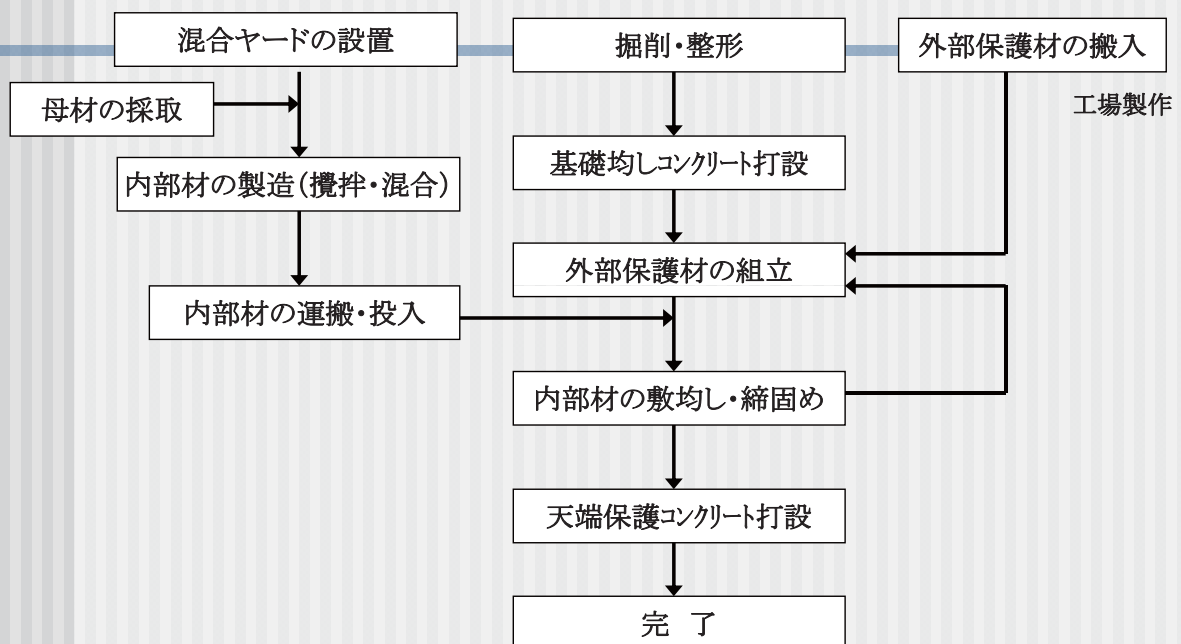 混合ヤードの設置
掘削・整形
外部保護材の搬入
工場製作
母材の採取
基礎均しコンクリート打設
内部材の製造（攪拌・混合）
外部保護材の組立
内部材の運搬・投入
内部材の敷均し・締固め
天端保護コンクリート打設
完 了